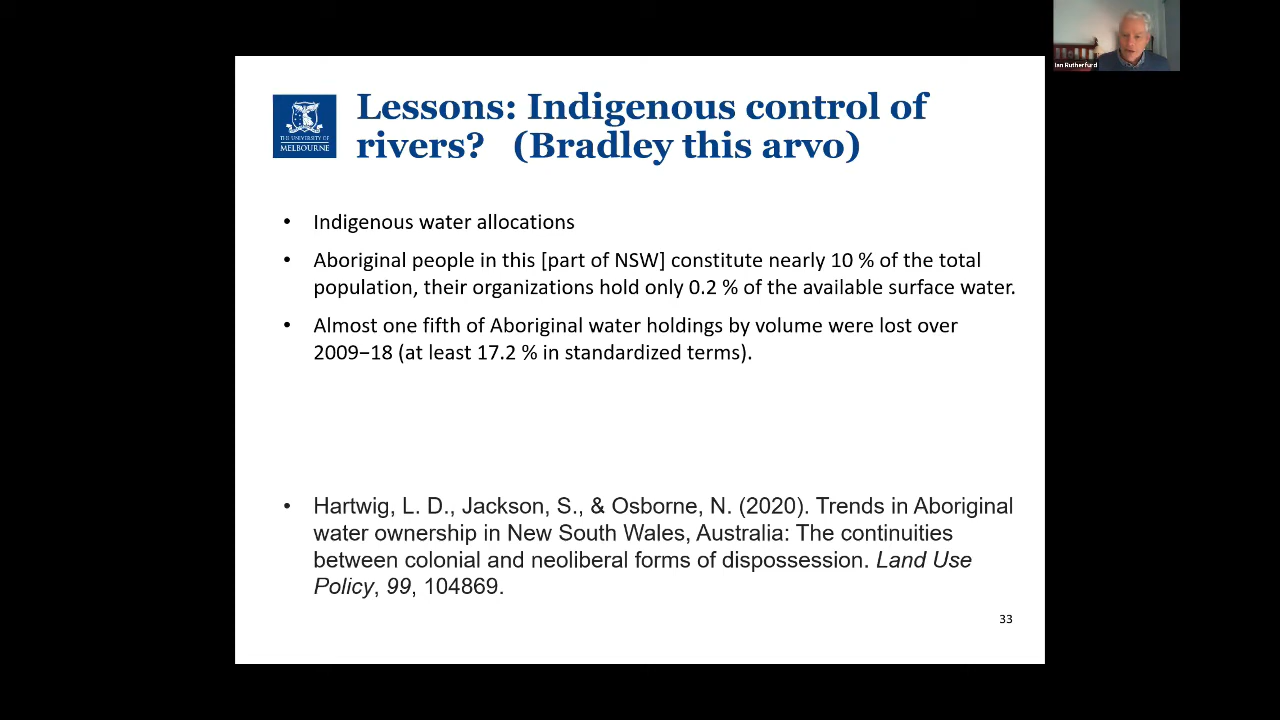 Ian Rutherfurd
THE UNIVERSITY OF
MELBOURNE
Lessons: Indigenous control of
rivers? (Bradley this arvo)
• Indigenous water allocations
• Aboriginal people in this [part of NSW] constitute nearly 10 % of the total
population, their organizations hold only 0.2 % of the available surface water.
• Almost one fifth of Aboriginal water holdings by volume were lost over
2009−18 (at least 17.2 % in standardized terms).
• Hartwig, L. D., Jackson, S., & Osborne, N. (2020). Trends in Aboriginal
water ownership in New South Wales, Australia: The continuities
between colonial and neoliberal forms of dispossession. Land Use
Policy, 99, 104869.
33